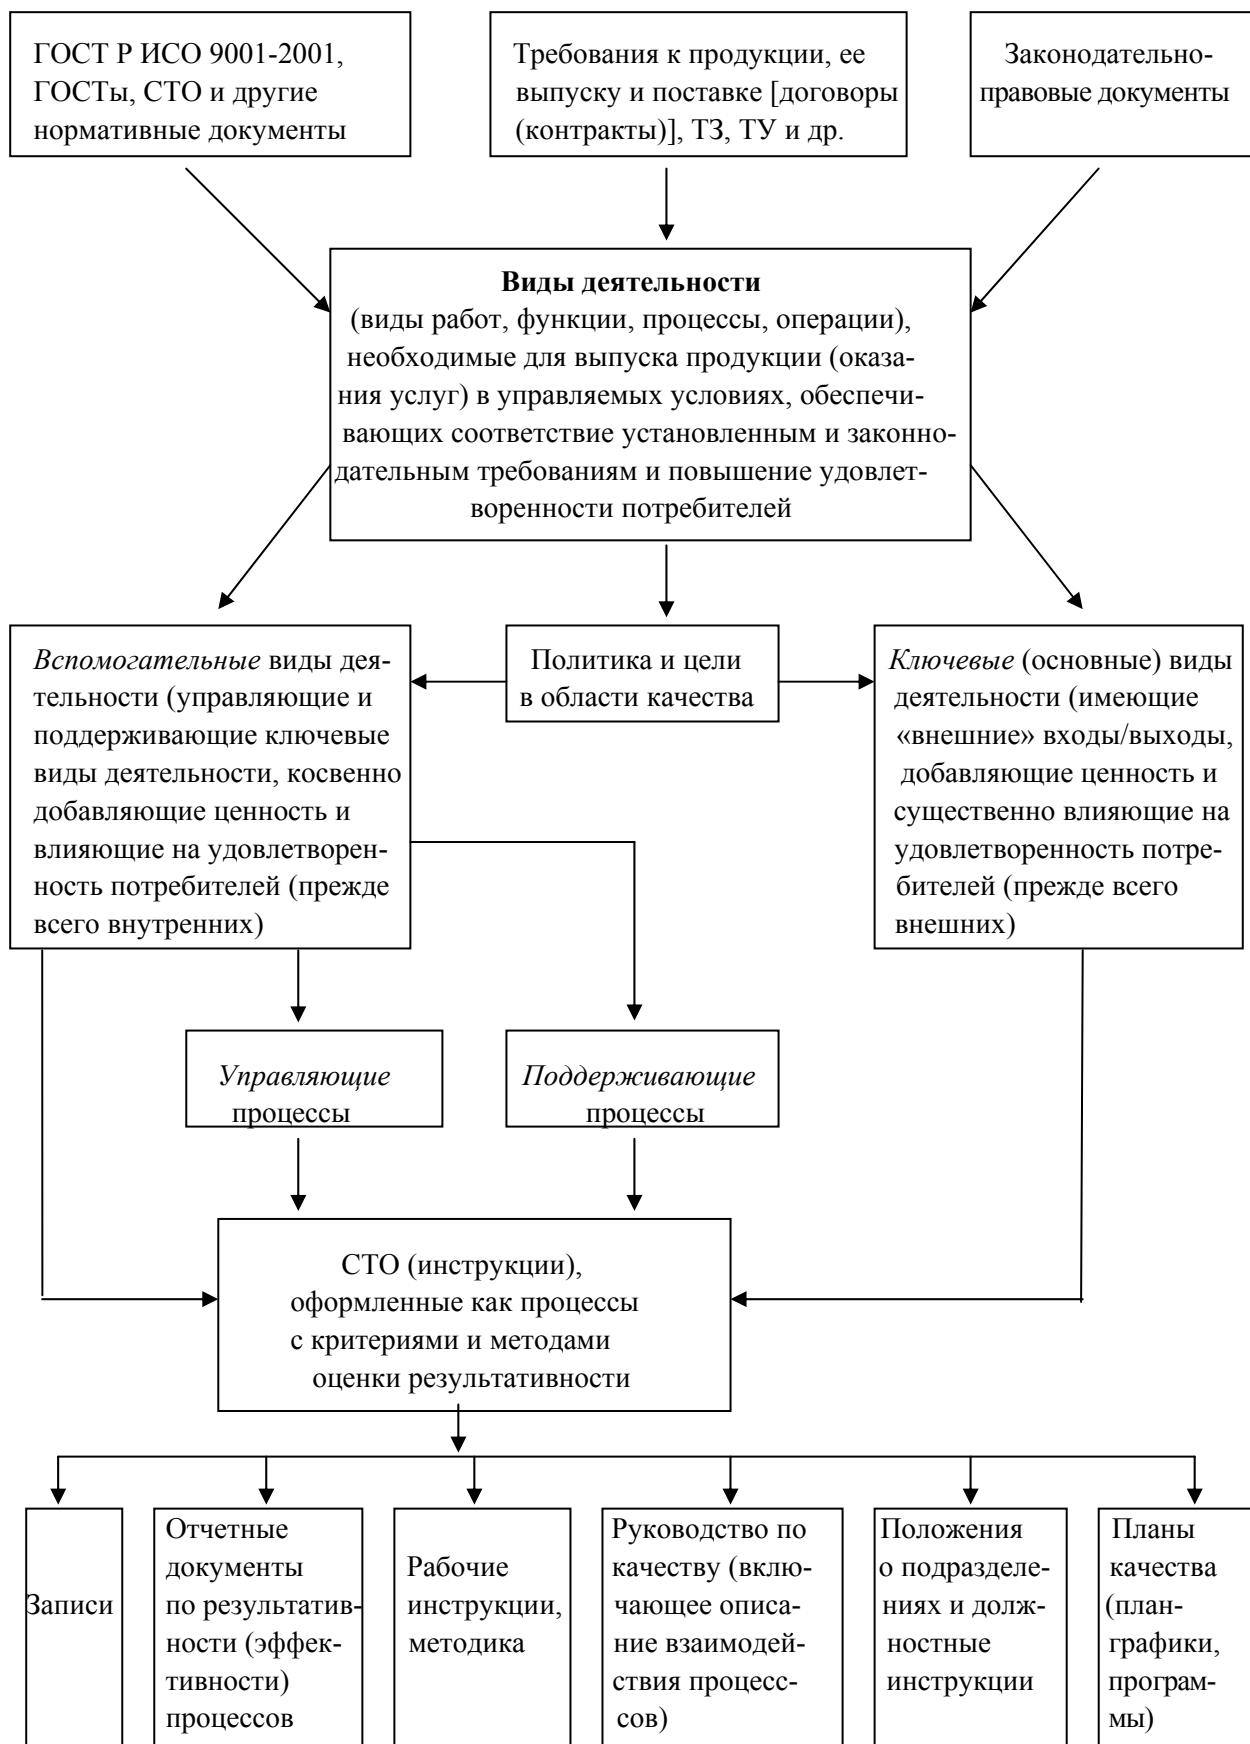 ГОСТ Р ИСО 9001-2001,
ГОСТы, СТО и другие
нормативные документы
Требования к продукции, ее
выпуску и поставке [договоры
(контракты)], ТЗ, ТУ и др.
Законодательно-
правовые документы
Виды деятельности
(виды работ, функции, процессы, операции),
необходимые для выпуска продукции (оказа-
ния услуг) в управляемых условиях, обеспечи-
вающих соответствие установленным и законно-
дательным требованиям и повышение удовлет-
воренности потребителей
Вспомогательные виды дея-
тельности (управляющие и
поддерживающие ключевые
виды деятельности, косвенно
добавляющие ценность и
влияющие на удовлетворен-
ность потребителей (прежде
всего внутренних)
Политика и цели
в области качества
Ключевые (основные) виды
деятельности (имеющие
«внешние» входы/выходы,
добавляющие ценность и
существенно влияющие на
удовлетворенность потре-
бителей (прежде всего
внешних)
Управляющие
процессы
Поддерживающие
процессы
СТО (инструкции),
оформленные как процессы
с критериями и методами
оценки результативности
Записи
Отчетные
документы
по результатив-
ности (эффек-
тивности)
процессов
Рабочие
инструкции,
методика
Руководство по
качеству (вклю-
чающее описа-
ние взаимодей-
ствия процесс-
сов)
Положения
о подразделе-
ниях и долж-
ностные
инструкции
Планы
качества
(план-
графики,
програм-
мы)